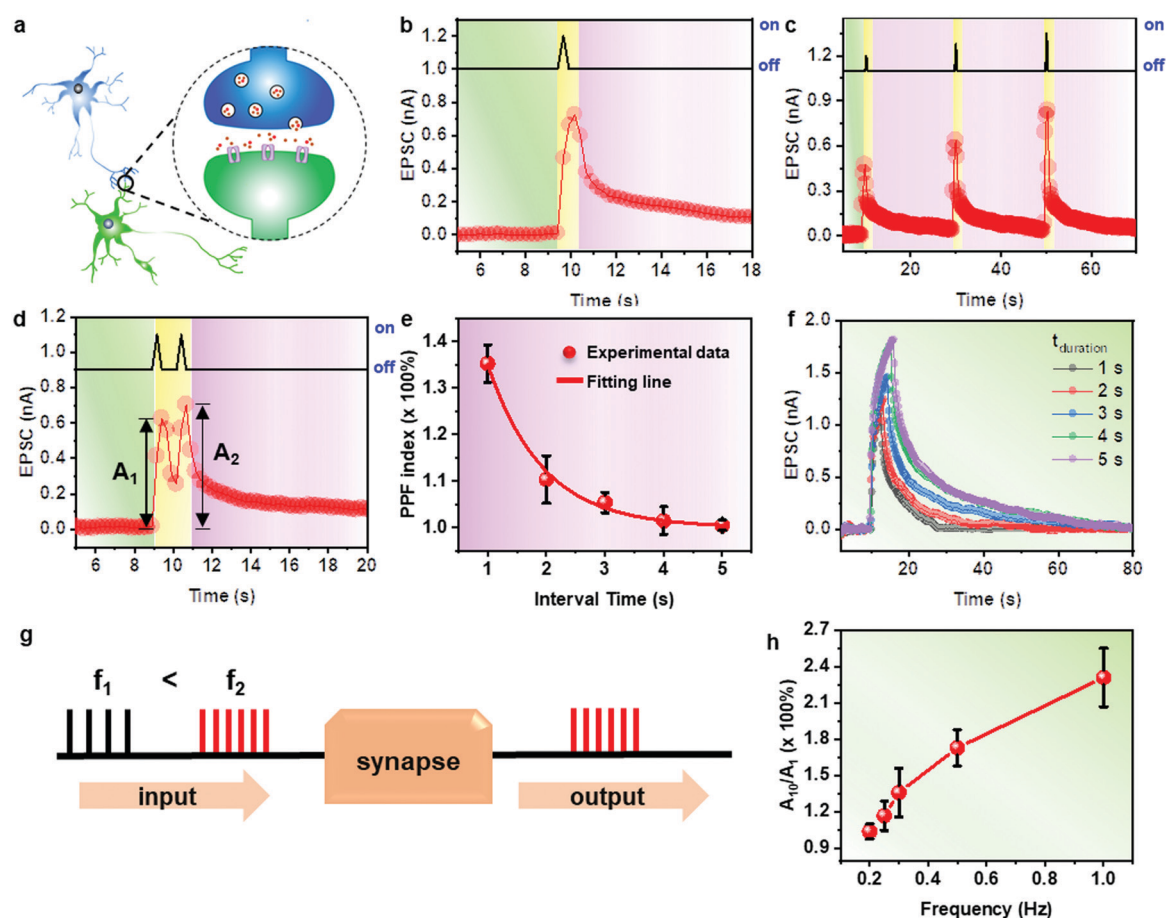 a
b
on
off
1.2
1.0
0.8
0.6
0.4
0.2
0.0
EPSC (nA)
6 8 10 12 14 16 18
Time (s)
c
on
off
1.2
0.9
0.6
0.3
0.0
EPSC (nA)
20 40 60
Time (s)
d
on
off
1.2
1.0
0.8
0.6
0.4
0.2
0.0
EPSC (nA)
A1
A2
6 8 10 12 14 16 18 20
Time (s)
e
Experimental data
Fitting line
1.4
1.3
1.2
1.1
1.0
PPF index (x 100%)
1 2 3 4 5
Interval Time (s)
f
tduration
1 s
2 s
3 s
4 s
5 s
2.0
1.5
1.0
0.5
0.0
EPSC (nA)
20 40 60 80
Time (s)
g
f1 < f2
synapse
input
output
h
2.7
2.4
2.1
1.8
1.5
1.2
0.9
A10/A1 (x 100%)
0.2 0.4 0.6 0.8 1.0
Frequency (Hz)